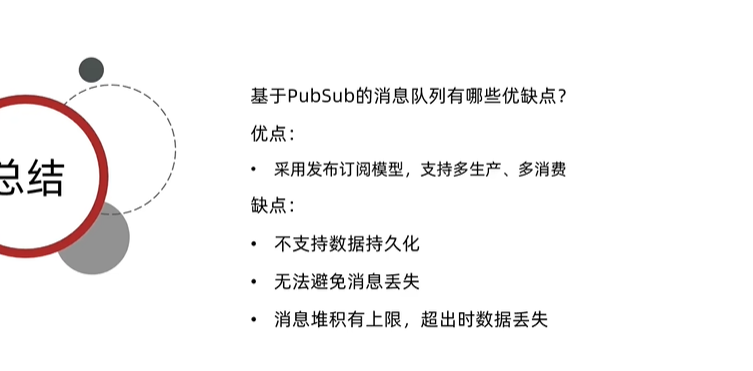 总结
基于PubSub的消息队列有哪些优缺点？
优点：
• 采用发布订阅模型，支持多生产、多消费
缺点：
• 不支持数据持久化
• 无法避免消息丢失
• 消息堆积有上限，超出时数据丢失